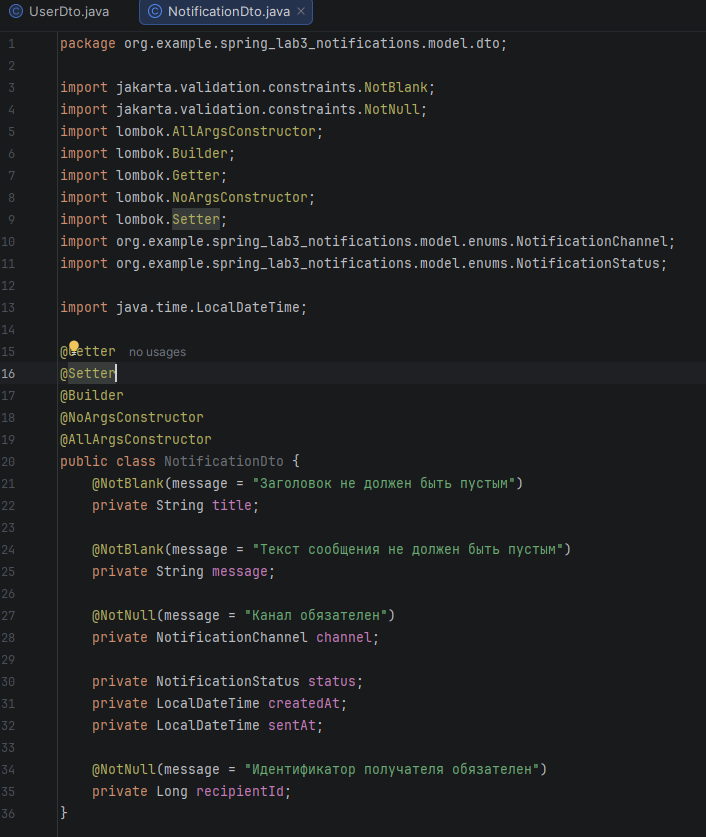 UserDto.java NotificationDto.java
1 package org.example.spring_lab3_notifications.model.dto;
2
3 import jakarta.validation.constraints.NotBlank;
4 import jakarta.validation.constraints.NotNull;
5 import lombok.AllArgsConstructor;
6 import lombok.Builder;
7 import lombok.Getter;
8 import lombok.NoArgsConstructor;
9 import lombok.Setter;
10 import org.example.spring_lab3_notifications.model.enums.NotificationChannel;
11 import org.example.spring_lab3_notifications.model.enums.NotificationStatus;
12
13 import java.time.LocalDateTime;
14
15 @Getter no usages
16 @Setter
17 @Builder
18 @NoArgsConstructor
19 @AllArgsConstructor
20 public class NotificationDto {
21 @NotBlank(message = "Заголовок не должен быть пустым")
22 private String title;
23
24 @NotBlank(message = "Текст сообщения не должен быть пустым")
25 private String message;
26
27 @NotNull(message = "Канал обязателен")
28 private NotificationChannel channel;
29
30 private NotificationStatus status;
31 private LocalDateTime createdAt;
32 private LocalDateTime sentAt;
33
34 @NotNull(message = "Идентификатор получателя обязателен")
35 private Long recipientId;
36 }